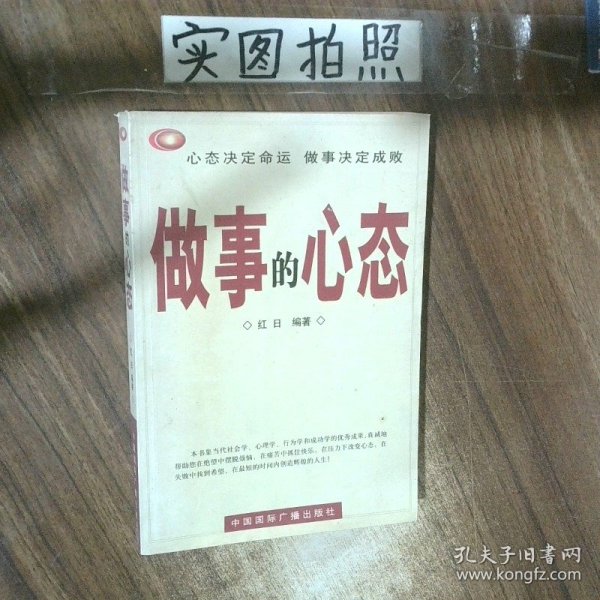 实图拍照
心态决定命运 做事决定成败
做事的心态
◇红日 编著◇
本书集当代社会学、心理学、行为学和成功学的优秀成果,真诚地
帮助您在绝望中摆脱烦恼、在痛苦中抓住快乐、在压力下改变心态、在
失败中找到希望、在最短的时间内创造辉煌的人生!
中国国际广播出版社
做事的心态
孔夫子旧书网
www.kongfz.com